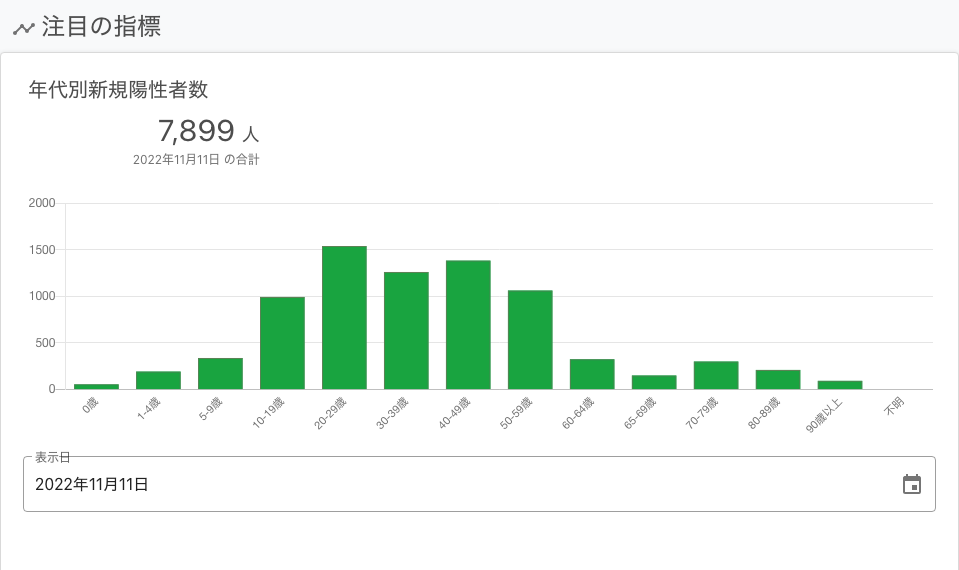 注目の指標
年代別新規陽性者数
7,899 人
2022年11月11日 の合計
2000
1500
1000
500
0
0歳
1-4歳
5-9歳
10-19歳
20-29歳
30-39歳
40-49歳
50-59歳
60-64歳
65-69歳
70-79歳
80-89歳
90歳以上
不明
表示日
2022年11月11日